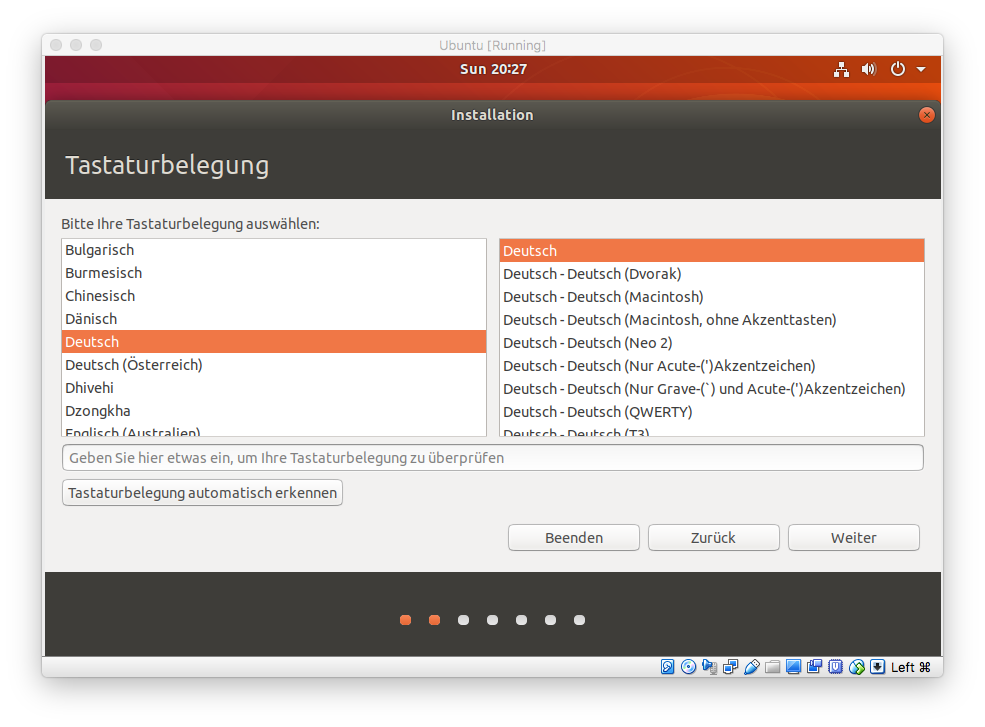 Ubuntu [Running]
Sun 20:27
Installation
Tastaturbelegung
Bitte Ihre Tastaturbelegung auswählen:
Bulgarisch
Burmesisch
Chinesisch
Dänisch
Deutsch
Deutsch (Österreich)
Dhivehi
Dzongkha
Englisch (Australien)
Deutsch
Deutsch - Deutsch (Dvorak)
Deutsch - Deutsch (Macintosh)
Deutsch - Deutsch (Macintosh, ohne Akzenttasten)
Deutsch - Deutsch (Neo 2)
Deutsch - Deutsch (Nur Acute-(')Akzentzeichen)
Deutsch - Deutsch (Nur Grave-(`) und Acute-(')Akzentzeichen)
Deutsch - Deutsch (QWERTY)
Deutsch - Deutsch (T3)
Geben Sie hier etwas ein, um Ihre Tastaturbelegung zu überprüfen
Tastaturbelegung automatisch erkennen
Beenden
Zurück
Weiter
Left ⌘